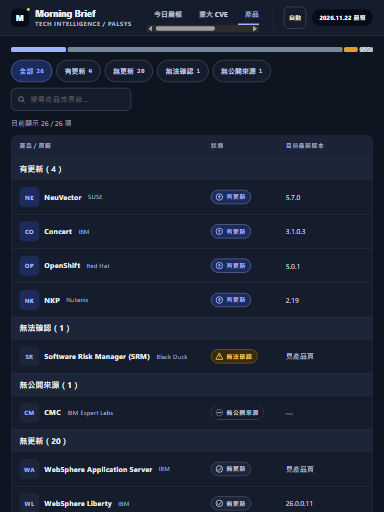 M
Morning Brief
TECH INTELLIGENCE / PALSYS
今日晨報
重大 CVE
產品
自動
2026.11.22 晨報
全部 26
有更新 4
無更新 20
無法確認 1
無公開來源 1
搜尋產品或原廠…
目前顯示 26 / 26 項
產品 / 原廠 狀態 目前最新版本
有更新 ( 4 )
NE NeuVector SUSE 有更新 5.7.0
CO Concert IBM 有更新 3.1.0.3
OP OpenShift Red Hat 有更新 5.0.1
NK NKP Nutanix 有更新 2.19
無法確認 ( 1 )
SR Software Risk Manager (SRM) Black Duck 無法確認 見產品頁
無公開來源 ( 1 )
CM CMC IBM Expert Labs 無公開來源 —
無更新 ( 20 )
WA WebSphere Application Server IBM 無更新 見產品頁
WL WebSphere Liberty IBM 無更新 26.0.0.11